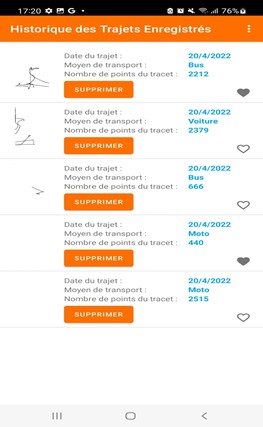 17:20 G 76%
Historique des Trajets Enregistrés
Date du trajet : 20/4/2022
Moyen de transport : Bus
Nombre de points du tracet : 2212
SUPPRIMER
Date du trajet : 20/4/2022
Moyen de transport : Voiture
Nombre de points du tracet : 2379
SUPPRIMER
Date du trajet : 20/4/2022
Moyen de transport : Bus
Nombre de points du tracet : 666
SUPPRIMER
Date du trajet : 20/4/2022
Moyen de transport : Moto
Nombre de points du tracet : 440
SUPPRIMER
Date du trajet : 20/4/2022
Moyen de transport : Moto
Nombre de points du tracet : 2515
SUPPRIMER